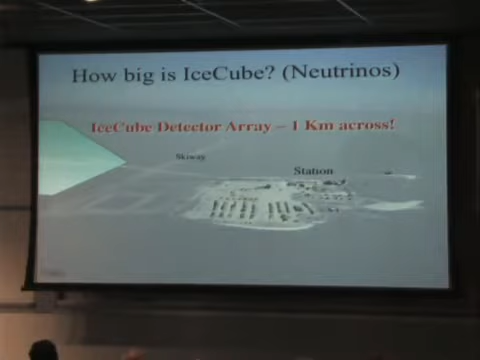 How big is IceCube? (Neutrinos)
IceCube Detector Array – 1 Km across!
Skiway
Station